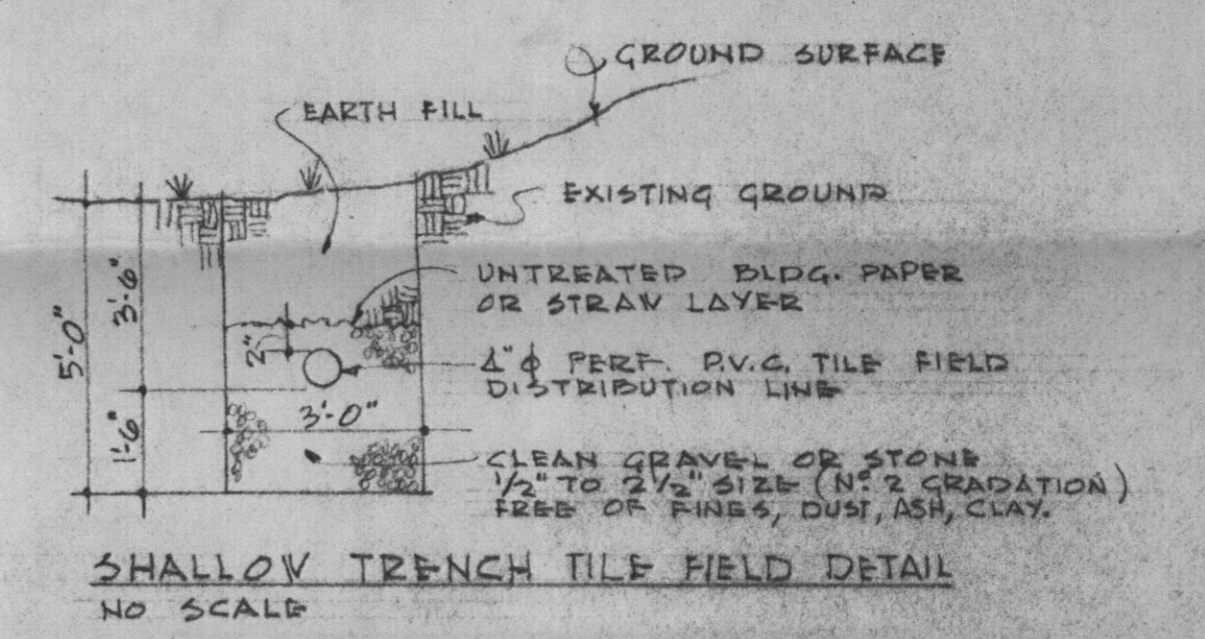 GROUND SURFACE
EARTH FILL
EXISTING GROUND
UNTREATED BLDG. PAPER
OR STRAW LAYER
4" ϕ PERF. P.V.C. TILE FIELD
DISTRIBUTION LINE
5'-0"
3'-6"
2"
1'-6"
3'-0"
CLEAN GRAVEL OR STONE
1/2" TO 2 1/2" SIZE (Nº 2 GRADATION)
FREE OF FINES, DUST, ASH, CLAY.
SHALLOW TRENCH TILE FIELD DETAIL
NO SCALE